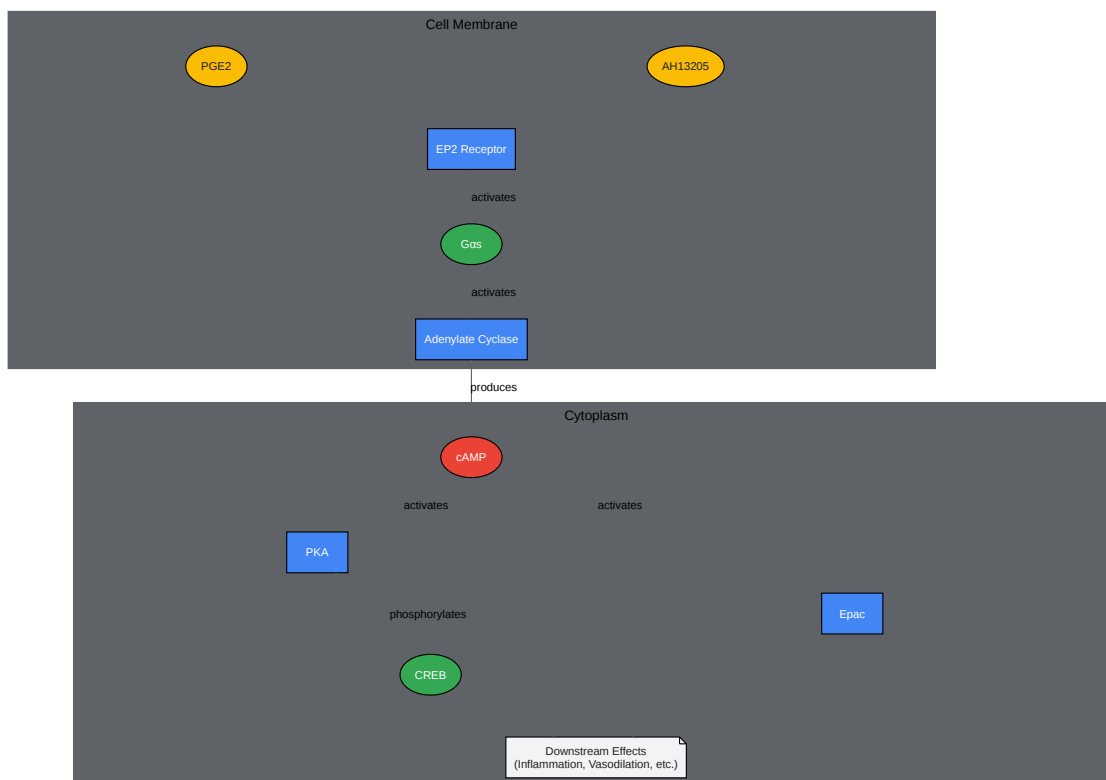 Cell Membrane
PGE2
AH13205
EP2 Receptor
activates
Gαs
activates
Adenylate Cyclase
produces
Cytoplasm
cAMP
activates
activates
PKA
phosphorylates
Epac
CREB
Downstream Effects
(Inflammation, Vasodilation, etc.)